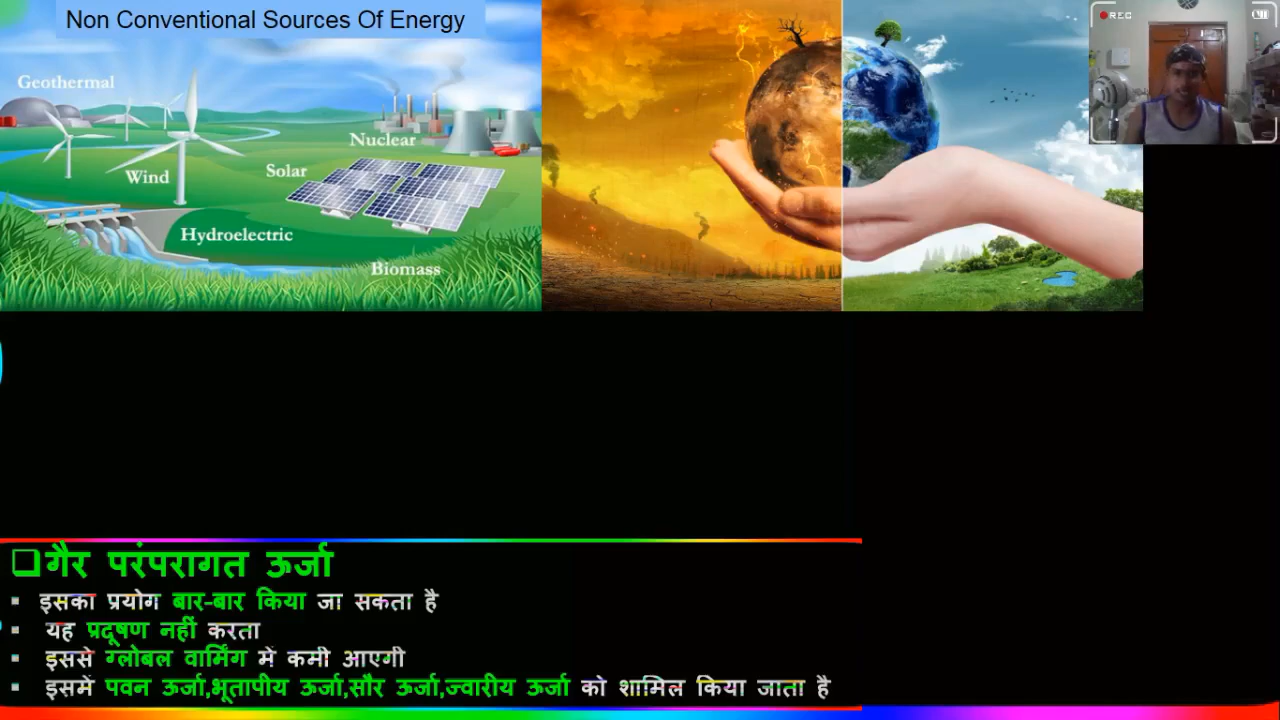 Non Conventional Sources Of Energy
REC
Geothermal
Nuclear
Solar
Wind
Hydroelectric
Biomass
गैर परंपरागत ऊर्जा
इसका प्रयोग बार-बार किया जा सकता है
यह प्रदूषण नहीं करता
इससे ग्लोबल वार्मिंग में कमी आएगी
इसमें पवन ऊर्जा,भूतापीय ऊर्जा,सौर ऊर्जा,ज्वारीय ऊर्जा को शामिल किया जाता है